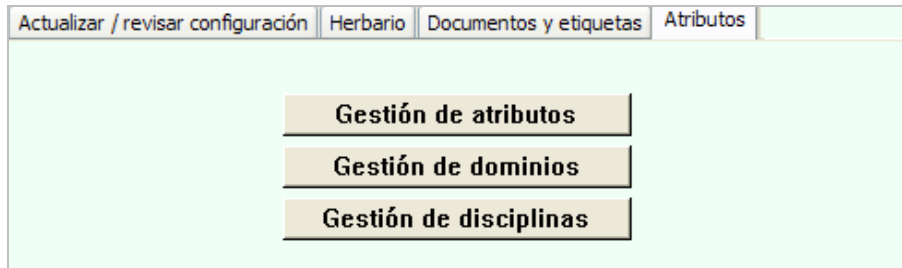 Actualizar / revisar configuración Herbario Documentos y etiquetas Atributos
Gestión de atributos
Gestión de dominios
Gestión de disciplinas